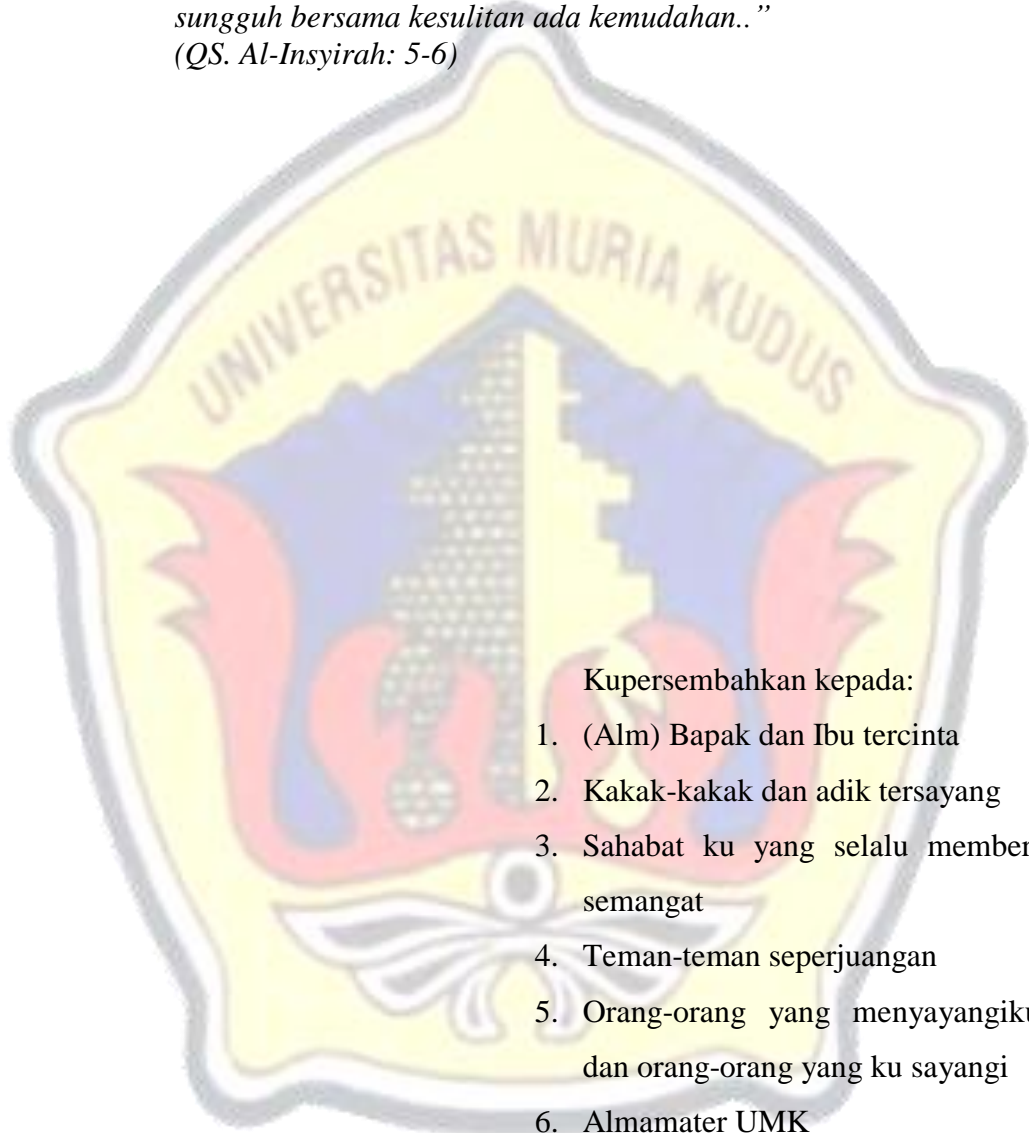 sungguh bersama kesulitan ada kemudahan..”
(QS. Al-Insyirah: 5-6)
UNIVERSITAS MURIA KUDUS
Kupersembahkan kepada:
1. (Alm) Bapak dan Ibu tercinta
2. Kakak-kakak dan adik tersayang
3. Sahabat ku yang selalu member
semangat
4. Teman-teman seperjuangan
5. Orang-orang yang menyayangiku
dan orang-orang yang ku sayangi
6. Almamater UMK